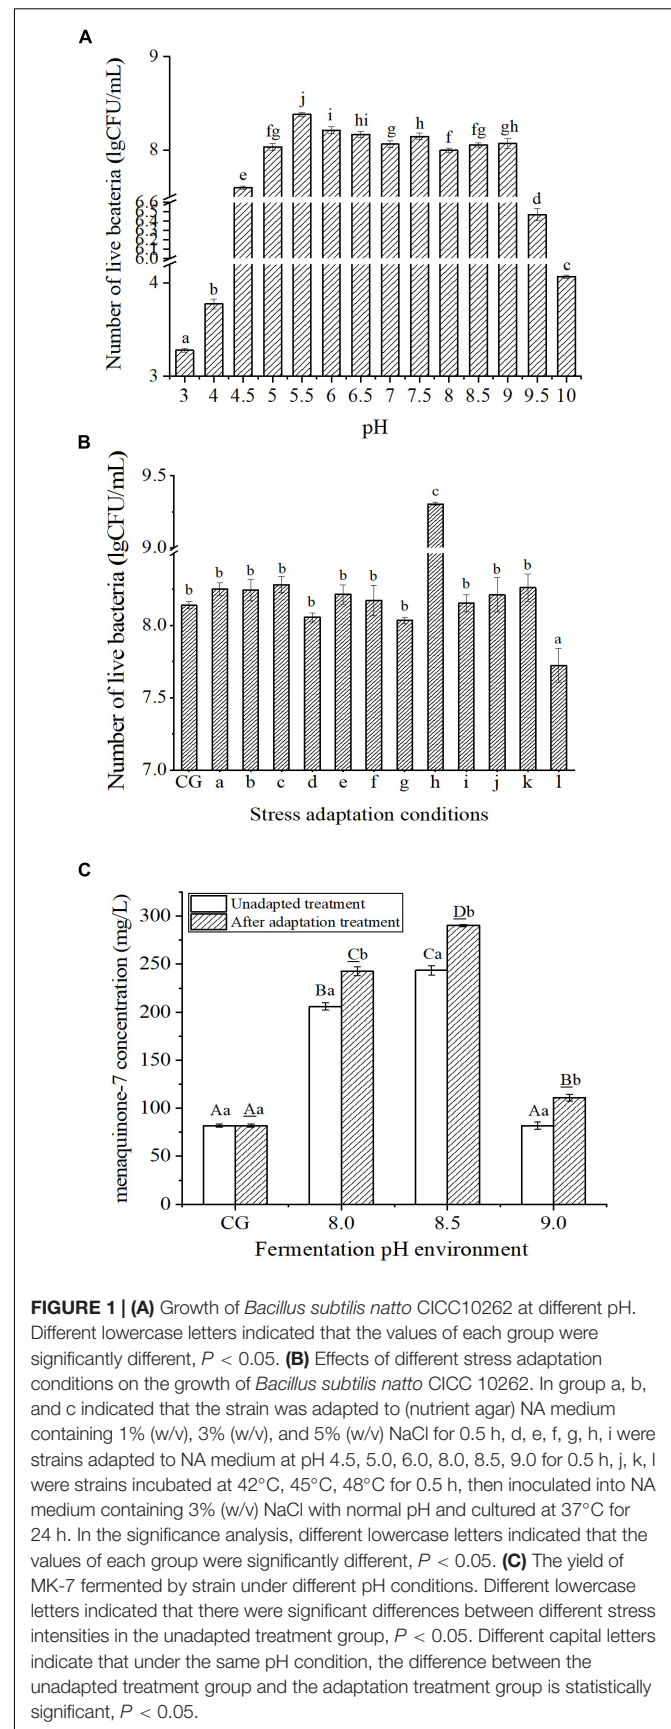 A
9
8
6.6
6.5
6.3
6.2
6.1
6.0
4
3
Number of live bcateria (lgCFU/mL)
a
b
e
fg
j
i
hi
g
h
f
fg
gh
d
c
3 4 4.5 5 5.5 6 6.5 7 7.5 8 8.5 9 9.5 10
pH
B
9.5
9.0
8.0
7.5
7.0
Number of live bacteria (lgCFU/mL)
b b b b b b b b c b b b a
CG a b c d e f g h i j k l
Stress adaptation conditions
C
300
250
200
150
100
50
0
menaquinone-7 concentration (mg/L)
Unadapted treatment
After adaptation treatment
Aa Aa
Ba Cb
Ca Db
Aa Bb
CG 8.0 8.5 9.0
Fermentation pH environment
FIGURE 1 | (A) Growth of Bacillus subtilis natto CICC10262 at different pH.
Different lowercase letters indicated that the values of each group were
significantly different, P < 0.05. (B) Effects of different stress adaptation
conditions on the growth of Bacillus subtilis natto CICC 10262. In group a, b,
and c indicated that the strain was adapted to (nutrient agar) NA medium
containing 1% (w/v), 3% (w/v), and 5% (w/v) NaCl for 0.5 h, d, e, f, g, h, i were
strains adapted to NA medium at pH 4.5, 5.0, 6.0, 8.0, 8.5, 9.0 for 0.5 h, j, k, l
were strains incubated at 42°C, 45°C, 48°C for 0.5 h, then inoculated into NA
medium containing 3% (w/v) NaCl with normal pH and cultured at 37°C for
24 h. In the significance analysis, different lowercase letters indicated that the
values of each group were significantly different, P < 0.05. (C) The yield of
MK-7 fermented by strain under different pH conditions. Different lowercase
letters indicated that there were significant differences between different stress
intensities in the unadapted treatment group, P < 0.05. Different capital letters
indicate that under the same pH condition, the difference between the
unadapted treatment group and the adaptation treatment group is statistically
significant, P < 0.05.